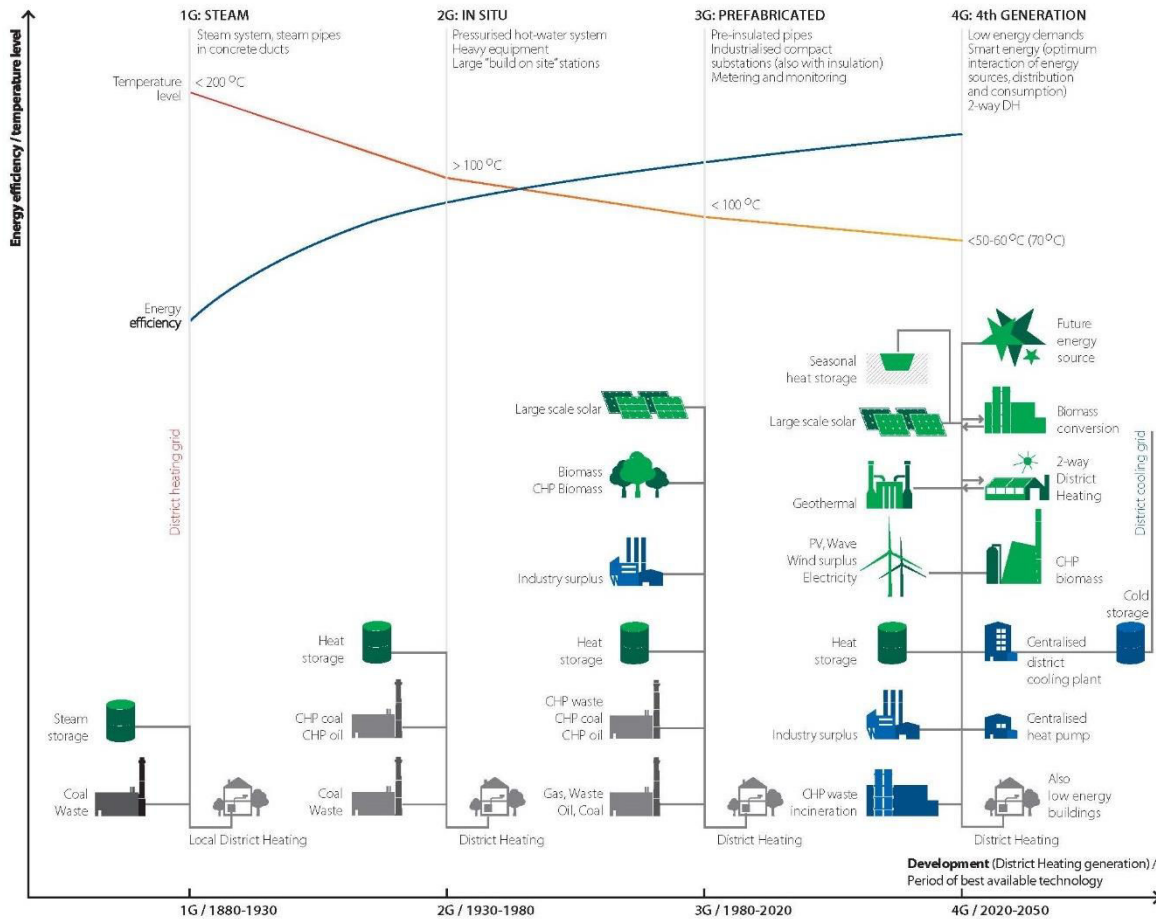 Energy efficiency / temperature level
1G: STEAM
Steam system, steam pipes
in concrete ducts
2G: IN SITU
Pressurised hot-water system
Heavy equipment
Large "build on site" stations
3G: PREFABRICATED
Pre-insulated pipes
Industrialised compact
substations (also with insulation)
Metering and monitoring
4G: 4th GENERATION
Low energy demands
Smart energy (optimum
interaction of energy
sources, distribution
and consumption)
2-way DH
Temperature
level
< 200 °C
> 100 °C
< 100 °C
<50-60 °C (70°C)
Energy
efficiency
District heating grid
Steam
storage
Coal
Waste
Local District Heating
Heat
storage
CHP coal
CHP oil
Coal
Waste
District Heating
Large scale solar
Biomass
CHP Biomass
Industry surplus
Heat
storage
CHP waste
CHP coal
CHP oil
Gas, Waste
Oil, Coal
District Heating
Seasonal
heat storage
Large scale solar
Geothermal
PV, Wave
Wind surplus
Electricity
Heat
storage
Industry surplus
CHP waste
incineration
Future
energy
source
Biomass
conversion
2-way
District
Heating
CHP
biomass
Centralised
district
cooling plant
Centralised
heat pump
Also
low energy
buildings
District Heating
Cold
storage
District cooling grid
Development (District Heating generation) /
Period of best available technology
1G / 1880-1930
2G / 1930-1980
3G / 1980-2020
4G / 2020-2050